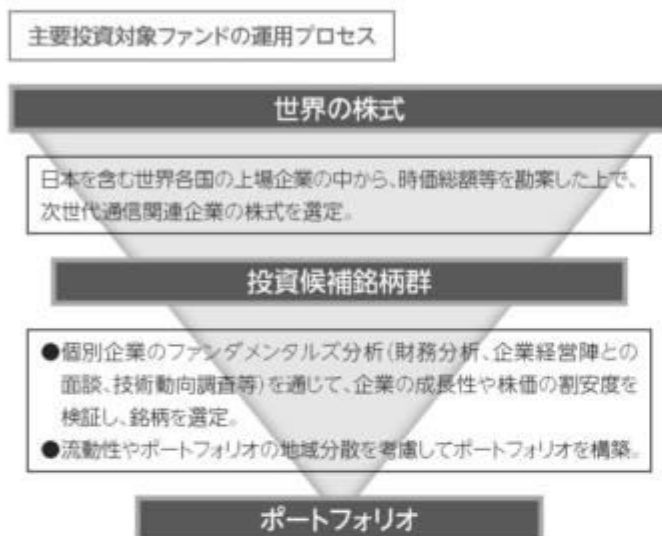 主要投資対象ファンドの運用プロセス
世界の株式
日本を含む世界各国の上場企業の中から、時価総額等を勘案した上で、
次世代通信関連企業の株式を選定。
投資候補銘柄群
●個別企業のファンダメンタルズ分析(財務分析、企業経営陣との
面談、技術動向調査等)を通じて、企業の成長性や株価の割安度を
検証し、銘柄を選定。
●流動性やポートフォリオの地域分散を考慮してポートフォリオを構築。
ポートフォリオ